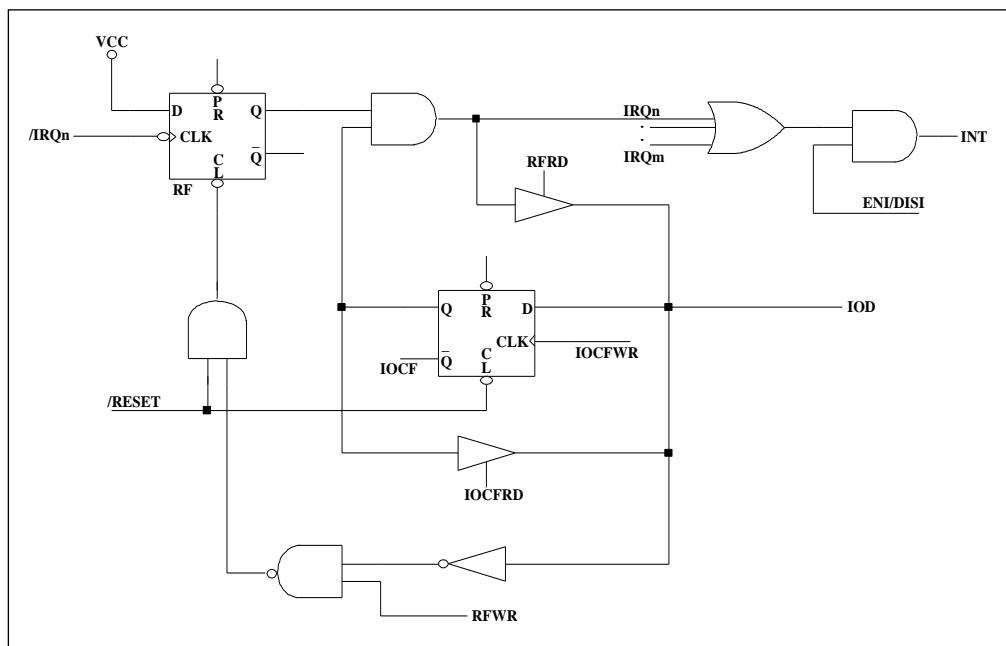 VCC
P
R
D
Q
IRQn
/IRQn
CLK
IRQm
INT
C
L
Q
RFRD
RF
ENI/DISI
P
R
Q
D
IOD
CLK
IOCFWR
IOCF
Q
C
L
/RESET
IOCFRD
RFWR